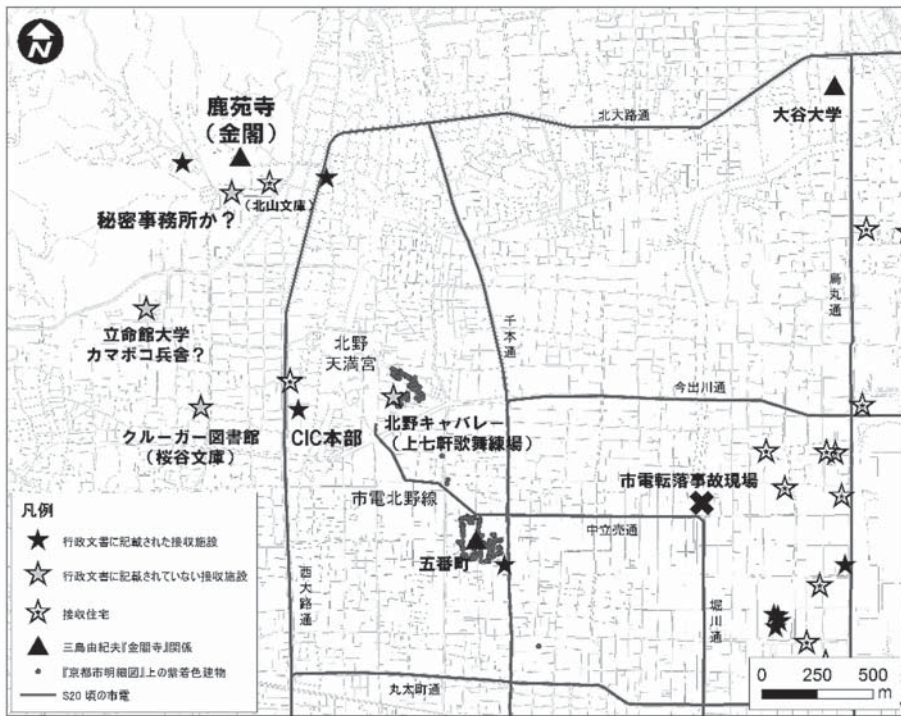 N
鹿苑寺
（金閣）
北大路通
大谷大学
（北山文庫）
秘密事務所か？
烏丸通
立命館大学
カマボコ兵舎？
北野
天満宮
千本通
今出川通
クルーガー図書館
（桜谷文庫）
CIC本部
北野キャバレー
（上七軒歌舞練場）
市電転落事故現場
市電北野線
中立売通
五番町
西大路通
堀川通
丸太町通
凡例
行政文書に記載された接収施設
行政文書に記載されていない接収施設
接収住宅
三島由紀夫『金閣寺』関係
『京都市明細図』上の紫着色建物
S20 頃の市電
0 250 500
m